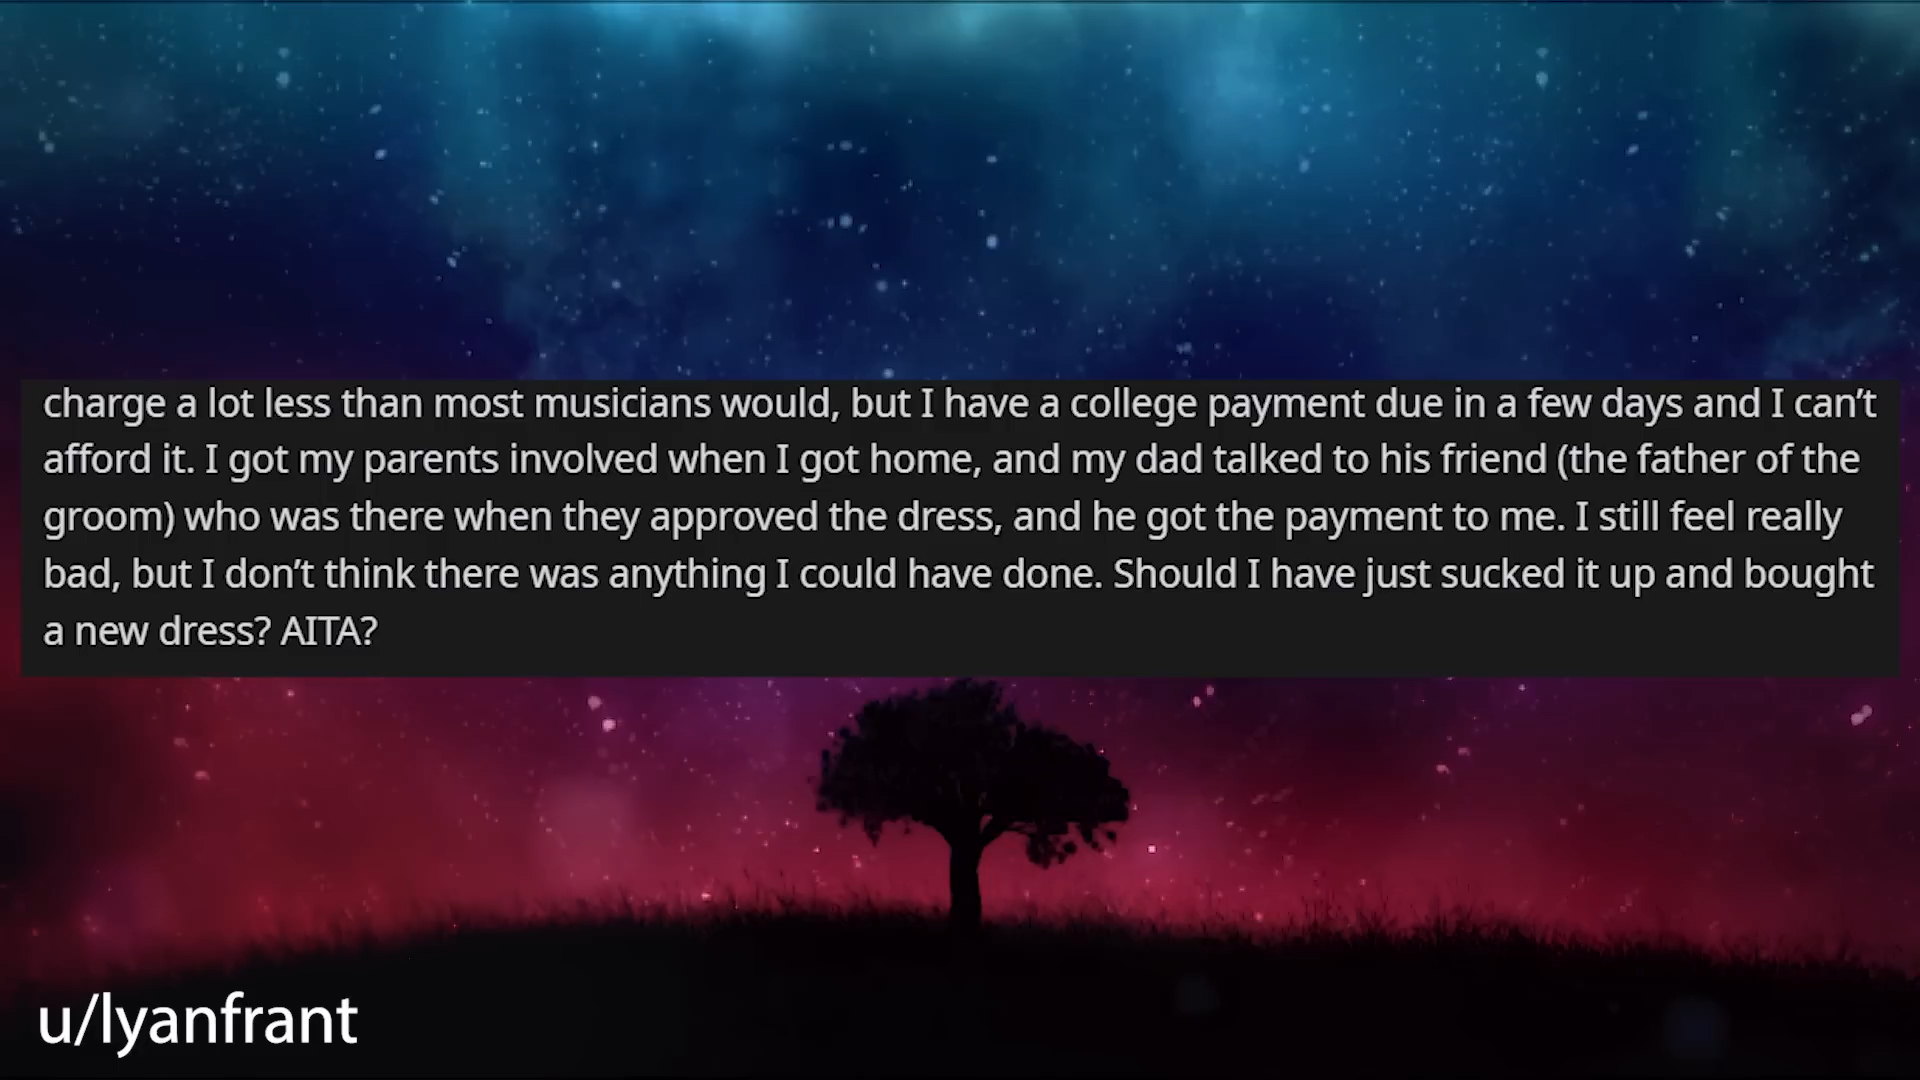 charge a lot less than most musicians would, but I have a college payment due in a few days and I can’t
afford it. I got my parents involved when I got home, and my dad talked to his friend (the father of the
groom) who was there when they approved the dress, and he got the payment to me. I still feel really
bad, but I don’t think there was anything I could have done. Should I have just sucked it up and bought
a new dress? AITA?
u/lyanfrant